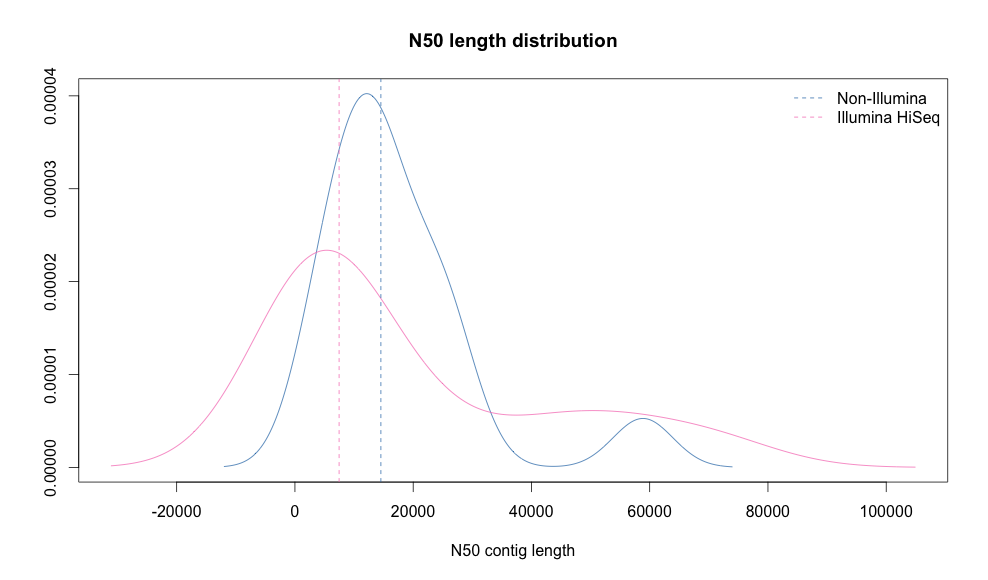 N50 length distribution
Non-Illumina
Illumina HiSeq
0.00004
0.00003
0.00002
0.00001
0.00000
-20000 0 20000 40000 60000 80000 100000
N50 contig length